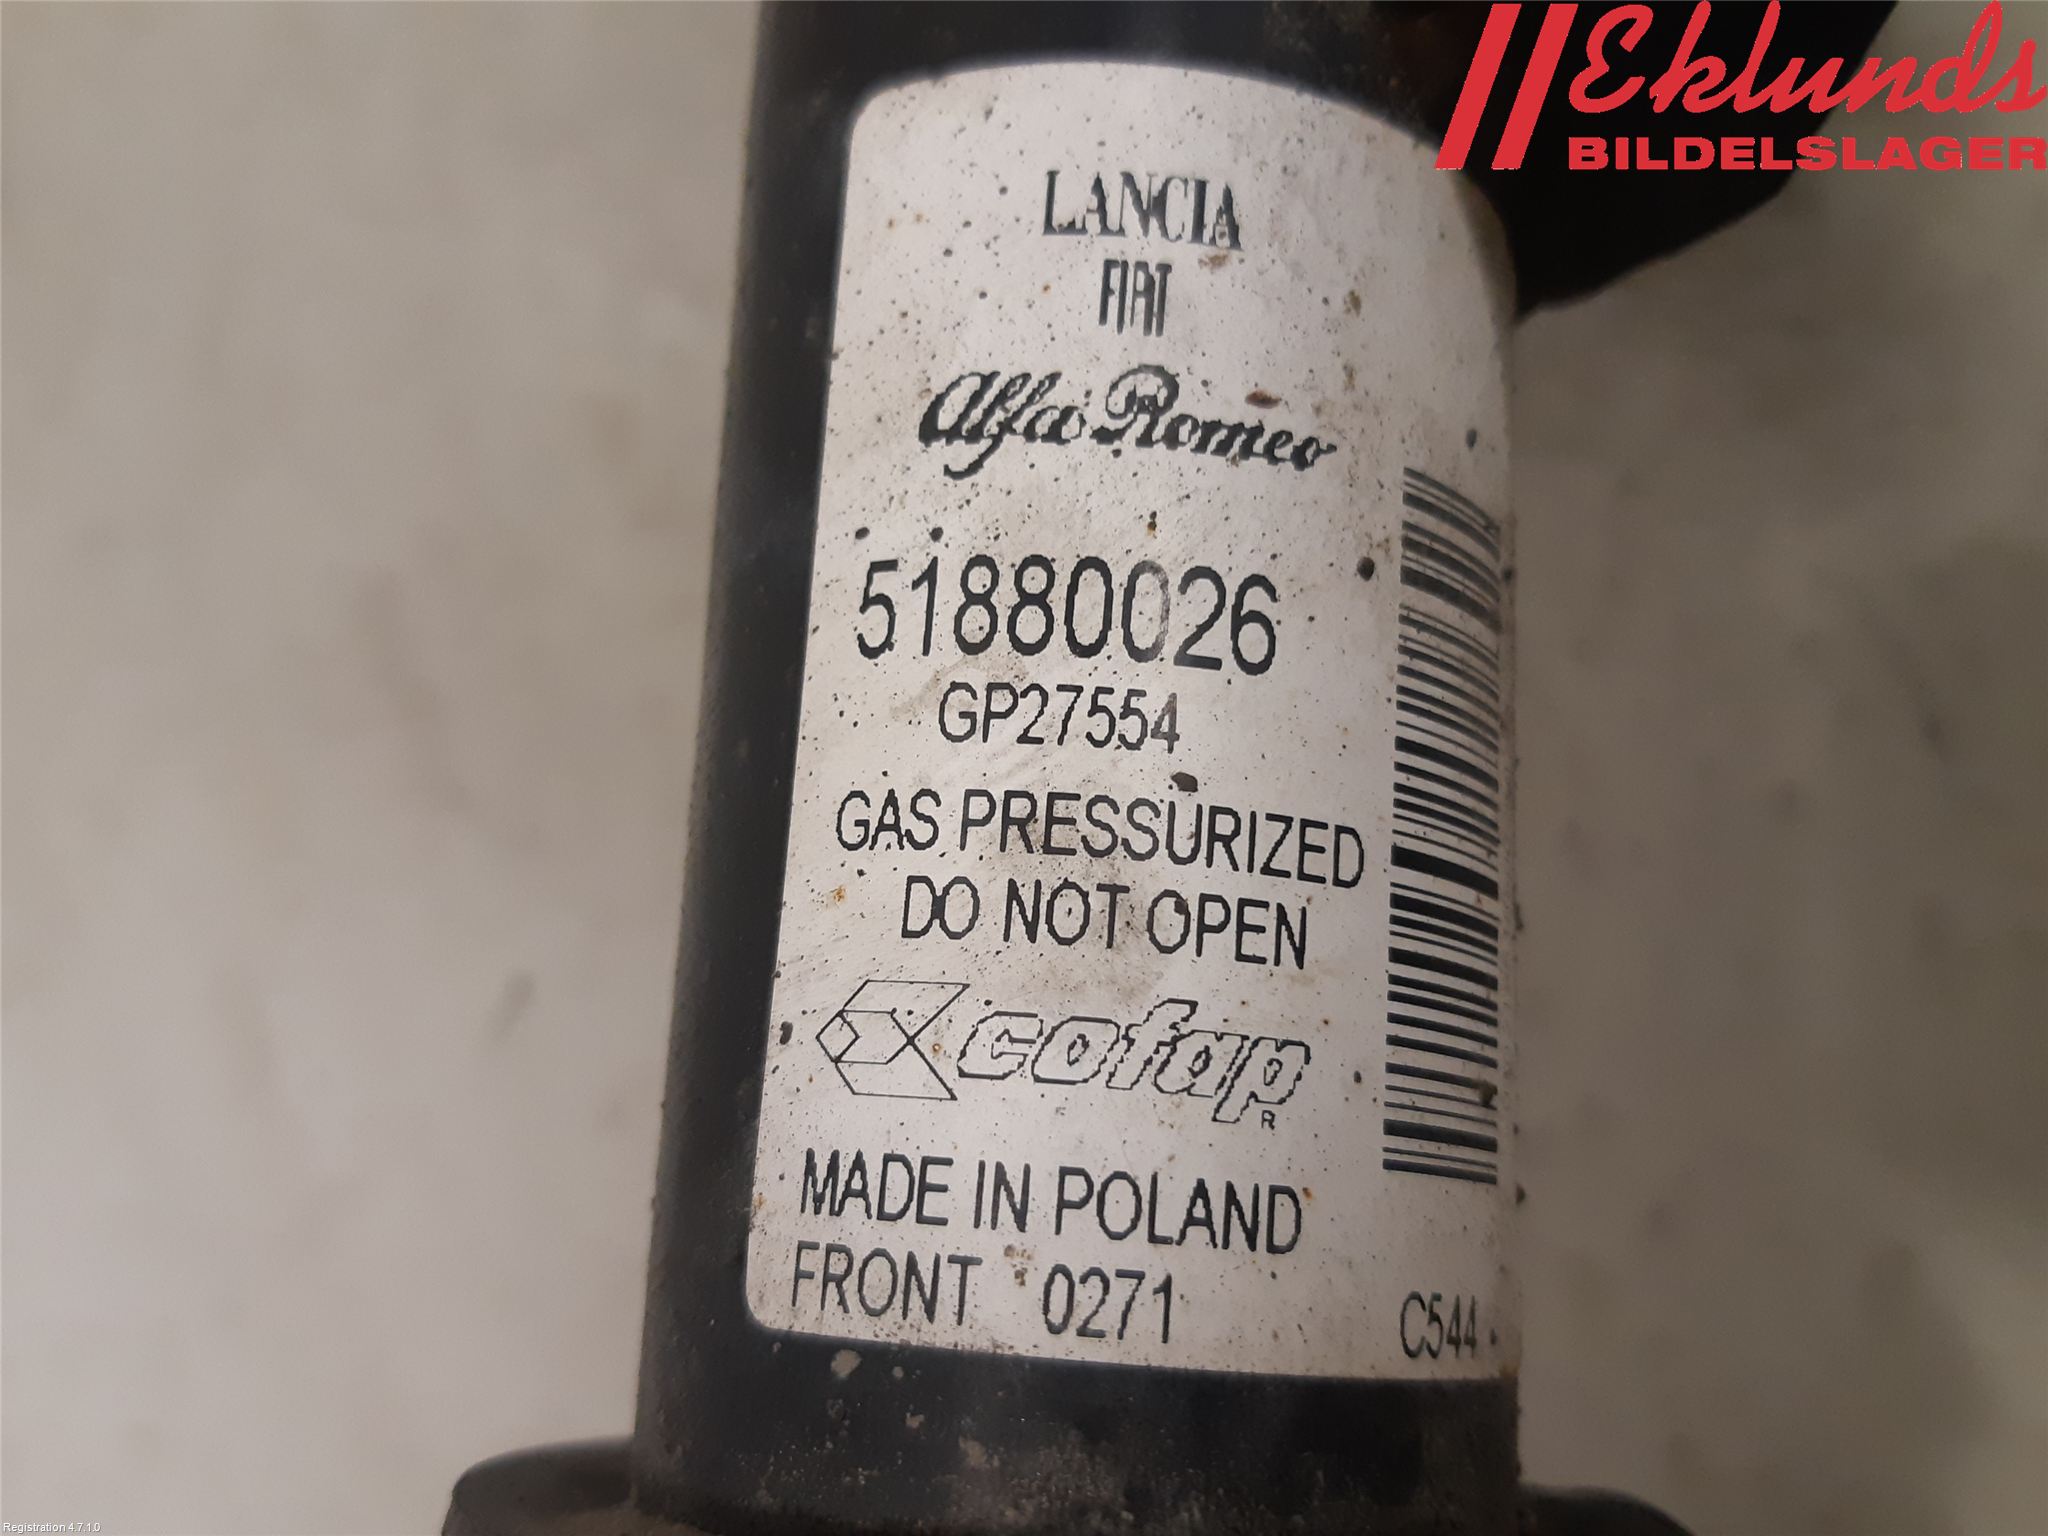 Eklunds
BILDELSLAGER
LANCIA
FIAT
Alfa Romeo
51880026
GP27554
GAS PRESSURIZED
DO NOT OPEN
cofap
R
MADE IN POLAND
FRONT 0271
C544
Registration 4.7.1.0